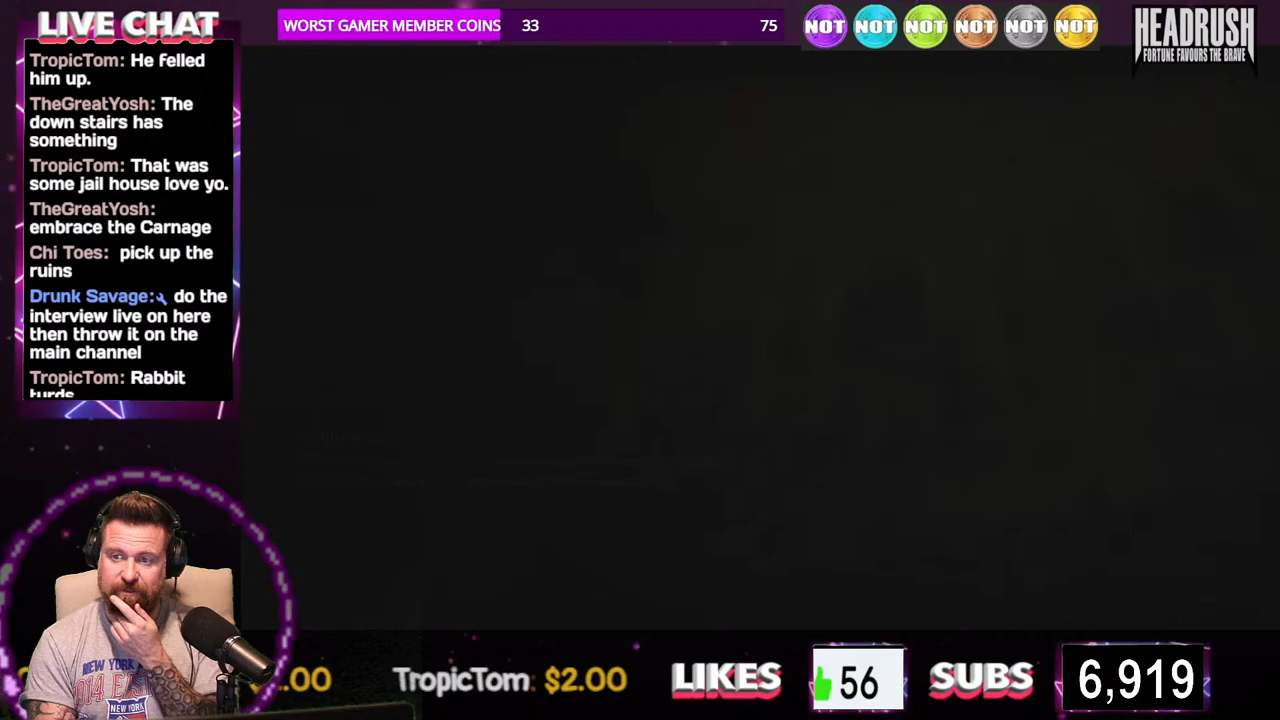 LIVE CHAT
WORST GAMER MEMBER COINS 33 75
NOT NOT NOT NOT NOT NOT
HEADRUSH
FORTUNE FAVOURS THE BRAVE
TropicTom: He felled
him up.
TheGreatYosh: The
down stairs has
something
TropicTom: That was
some jail house love yo.
TheGreatYosh:
embrace the Carnage
Chi Toes: pick up the
ruins
Drunk Savage: do the
interview live on here
then throw it on the
main channel
TropicTom: Rabbit
turds
NEW YORK
NEW YORK
.00 TropicTom: $2.00
LIKES 56 SUBS 6,919